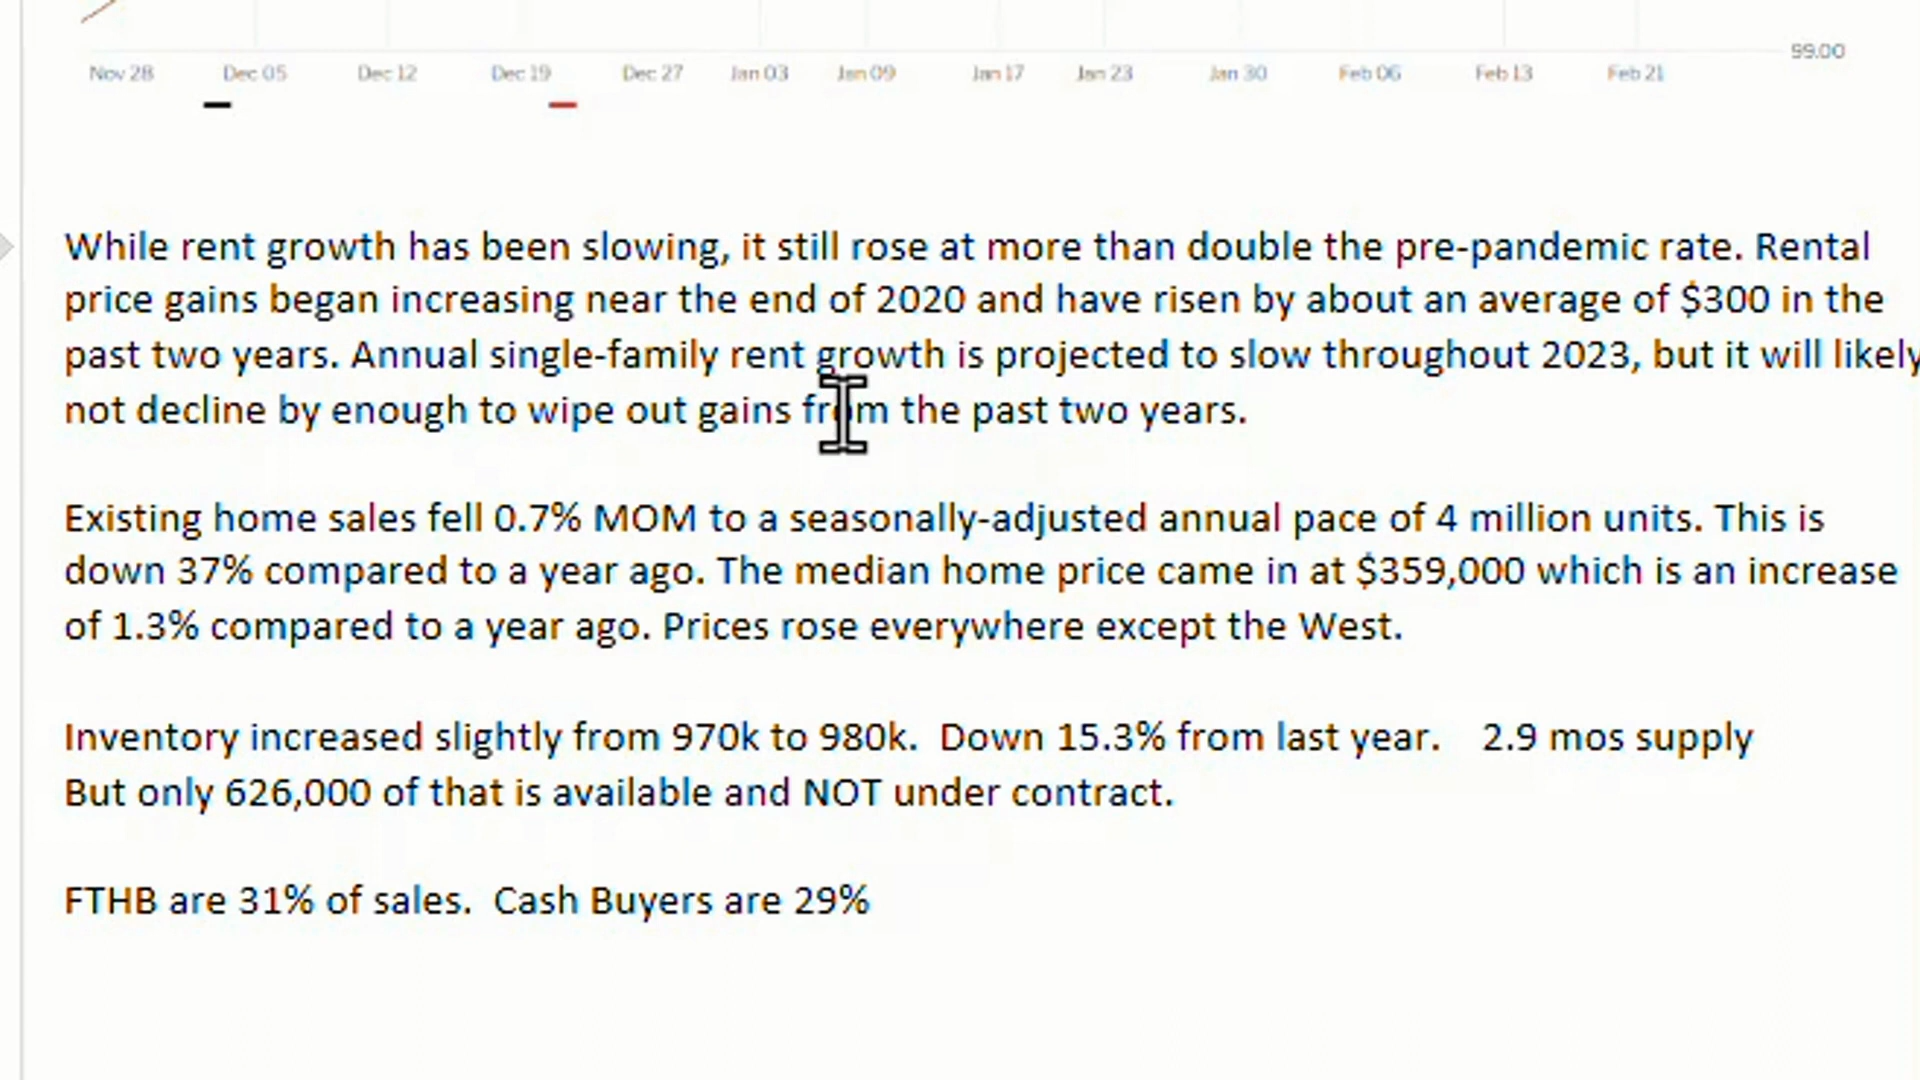 99.00
Nov 28 Dec 05 Dec 12 Dec 19 Dec 27 Jan 03 Jan 09 Jan 17 Jan 23 Jan 30 Feb 06 Feb 13 Feb 21
While rent growth has been slowing, it still rose at more than double the pre-pandemic rate. Rental
price gains began increasing near the end of 2020 and have risen by about an average of $300 in the
past two years. Annual single-family rent growth is projected to slow throughout 2023, but it will likely
not decline by enough to wipe out gains from the past two years.
Existing home sales fell 0.7% MOM to a seasonally-adjusted annual pace of 4 million units. This is
down 37% compared to a year ago. The median home price came in at $359,000 which is an increase
of 1.3% compared to a year ago. Prices rose everywhere except the West.
Inventory increased slightly from 970k to 980k.  Down 15.3% from last year.    2.9 mos supply
But only 626,000 of that is available and NOT under contract.
FTHB are 31% of sales.  Cash Buyers are 29%